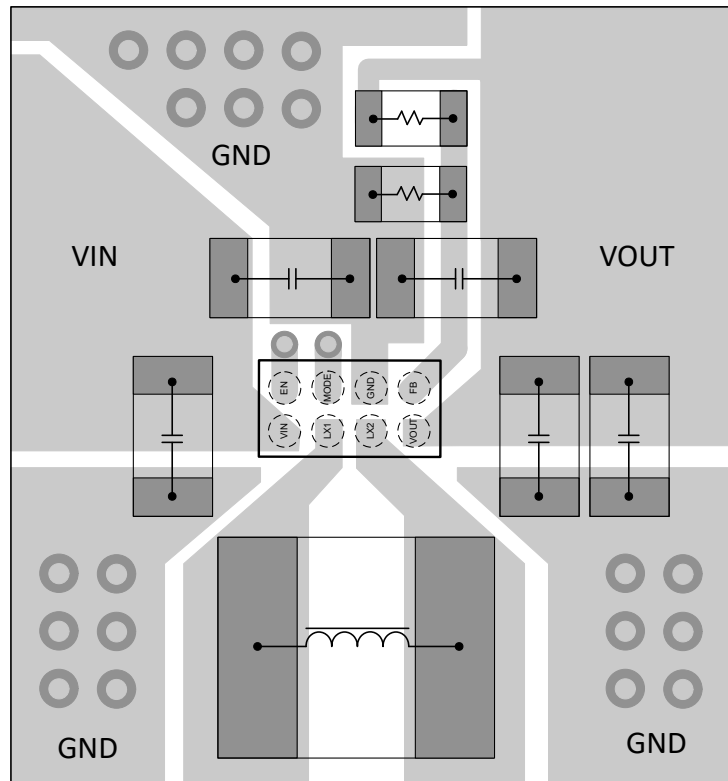 GND
VIN
VOUT
EN
MODE
GND
FB
VIN
LX1
LX2
VOUT
GND
GND